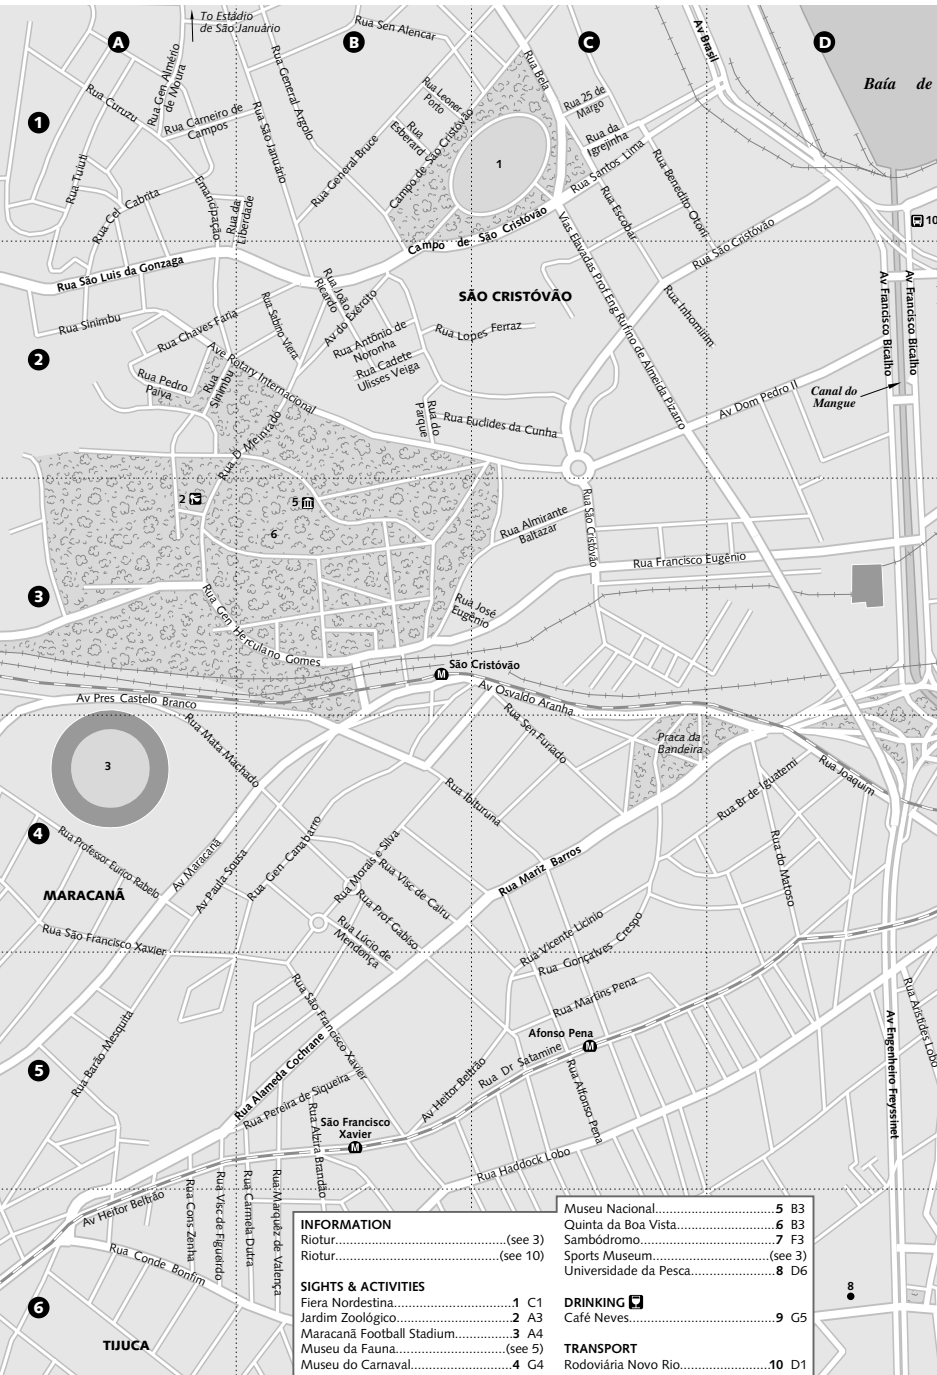 To Estádio
de São Januário
A
B
C
D
Rua Sen Alencar
Av Brasil
Baía de
Rua Gen Almério
de Moura
Rua Curuzu
Rua Carneiro de
Campos
Rua General Argolo
Rua São Januário
Rua Leonor
Porto
Rua
Esberard
Campo de São Cristóvão
Rua Bela
Rua 25 de
Março
Rua da
Igrejinha
Rua Santos Lima
1
1
Rua General Bruce
Rua Tuiuti
Rua Cel Cabrita
Emancipação
Rua da
Liberdade
Rua Benedito Otoni
Rua Escobar
10
Campo de São Cristóvão
Vias Elavadas Prof Eng Rufino de Almeida Pizarro
Rua São Cristóvão
Rua São Luis da Gonzaga
SÃO CRISTÓVÃO
Rua João
Ricardo
Av do Exército
Rua Sabino Viera
Rua Inhomirim
Av Francisco Bicalho
Av Francisco Bicalho
Rua Sinimbu
Rua Chaves Faria
Rua Antônio de
Noronha
Rua Lopes Ferraz
Rua Cadete
Ulisses Veiga
2
Ave Rotary Internacional
Rua Pedro
Paiva
Rua
Sinimbu
Canal do
Mangue
Av Dom Pedro II
Rua do
Parque
Rua Euclides da Cunha
Rua D Meinrado
2
5
6
Rua São Cristóvão
Rua Almirante
Baltazar
Rua Francisco Eugênio
3
Rua Gen Herculano Gomes
Rua José
Eugênio
São Cristóvão
M
Av Osvaldo Aranha
Av Pres Castelo Branco
Rua Mata Machado
Rua Sen Furiado
Praca da
Bandeira
3
Rua Joaquim
Rua Br de Iguatemi
Rua Ibituruna
4
Rua Professor Eurico Rabelo
Av Maracanã
Av Paula Sousa
Rua Gen Canabarro
Rua Morais e Silva
Rua Visc de Cairu
Rua Prof Gabiso
Rua Mariz Barros
Rua do Matoso
MARACANÃ
Rua Lúcio de
Mendonça
Rua São Francisco Xavier
Rua Vicente Licinio
Rua Gonçalves Crespo
Rua São Francisco Xavier
Rua Martins Pena
Rua Aristides Lobo
Av Engenheiro Freyssinet
Rua Barão Mesquita
Rua Alameda Cochrane
Afonso Pena
M
5
Rua Dr Satamine
Av Heitor Beltrão
Rua Pereira de Siqueira
Rua Alfonso Pena
São Francisco
Xavier
M
Rua Alzira Brandão
Rua Haddock Lobo
Av Heitor Beltrão
Rua Cons Zenha
Rua Visc de Figueirdo
Rua Carmela Dutra
Rua Marquêz de Valença
Rua Conde Bonfim
6
TIJUCA
8
INFORMATION
Riotur..............................(see 3)
Riotur..............................(see 10)
SIGHTS & ACTIVITIES
Fiera Nordestina..............................1 C1
Jardim Zoológico..............................2 A3
Maracanã Football Stadium..............................3 A4
Museu da Fauna..............................(see 5)
Museu do Carnaval..............................4 G4
Museu Nacional..............................5 B3
Quinta da Boa Vista..............................6 B3
Sambódromo..............................7 F3
Sports Museum..............................(see 3)
Universidade da Pesca..............................8 D6
DRINKING
Café Neves..............................9 G5
TRANSPORT
Rodoviária Novo Rio..............................10 D1